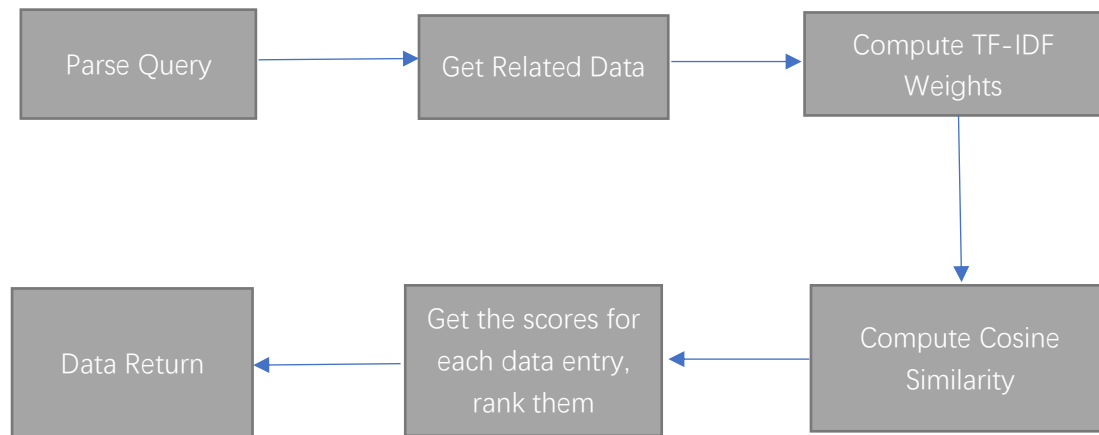 Parse Query
Get Related Data
Compute TF-IDF
Weights
Compute Cosine
Similarity
Get the scores for
each data entry,
rank them
Data Return